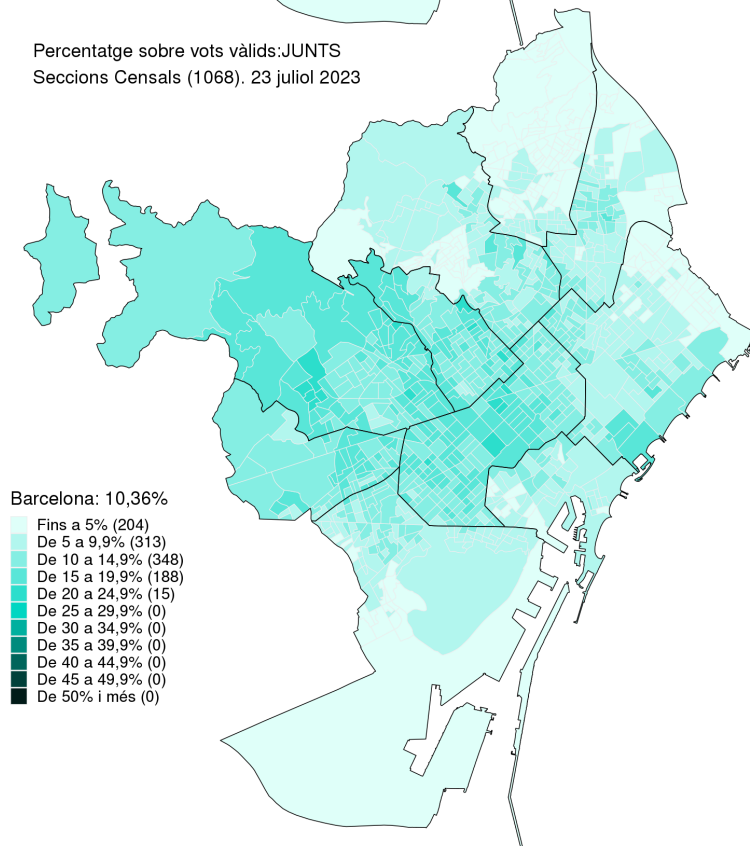 Percentatge sobre vots vàlids:JUNTS
Seccions Censals (1068). 23 juliol 2023
Barcelona: 10,36%
Fins a 5% (204)
De 5 a 9,9% (313)
De 10 a 14,9% (348)
De 15 a 19,9% (188)
De 20 a 24,9% (15)
De 25 a 29,9% (0)
De 30 a 34,9% (0)
De 35 a 39,9% (0)
De 40 a 44,9% (0)
De 45 a 49,9% (0)
De 50% i més (0)